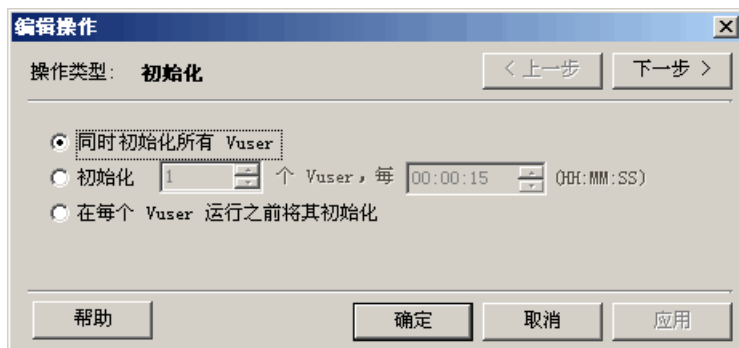 编辑操作
操作类型： 初始化 < 上一步 下一步 >
同时初始化所有 Vuser
初始化 1 个 Vuser，每 00:00:15 (HH:MM:SS)
在每个 Vuser 运行之前将其初始化
帮助 确定 取消 应用